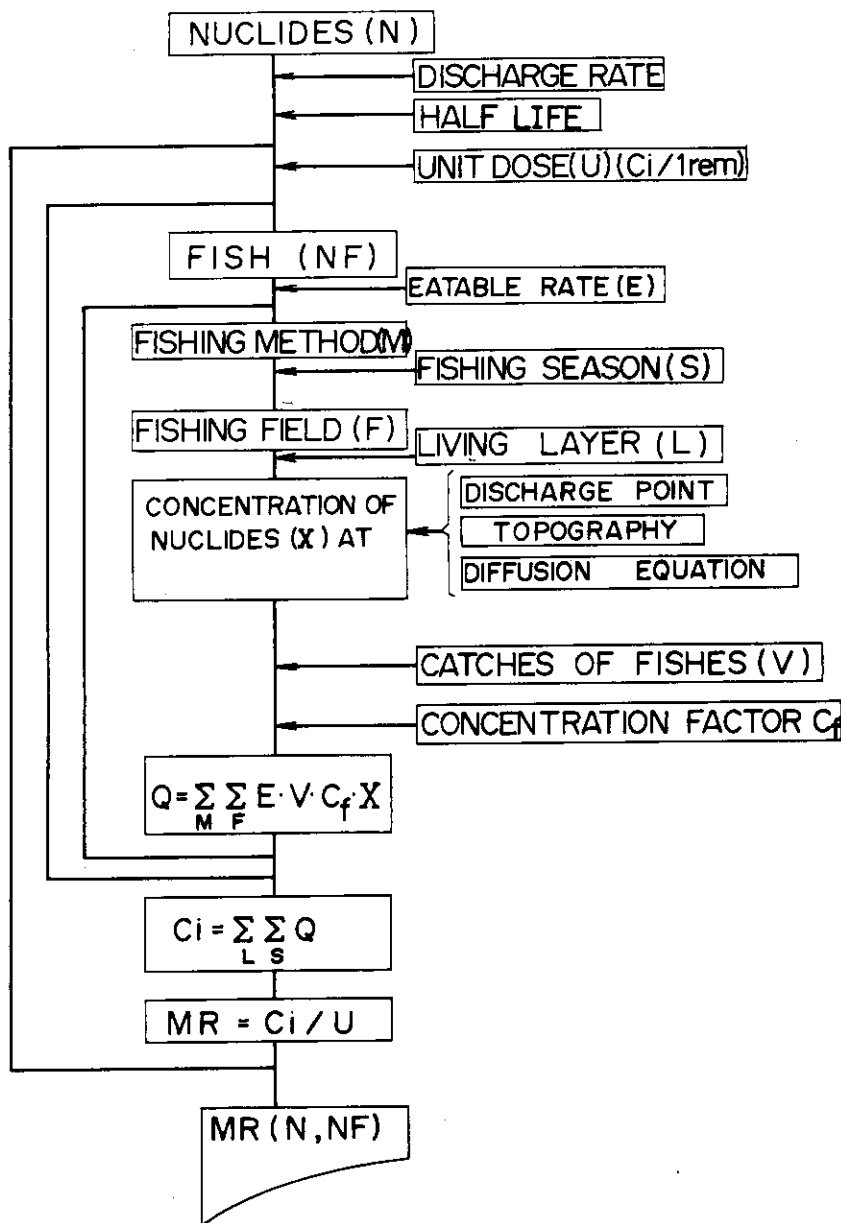 NUCLIDES (N)
DISCHARGE RATE
HALF LIFE
UNIT DOSE(U)(Ci/1rem)
FISH (NF)
EATABLE RATE(E)
FISHING METHOD(M)
FISHING SEASON(S)
FISHING FIELD (F)
LIVING LAYER (L)
CONCENTRATION OF
NUCLIDES (X) AT
DISCHARGE POINT
TOPOGRAPHY
DIFFUSION EQUATION
CATCHES OF FISHES (V)
CONCENTRATION FACTOR Cf
Q=Σ Σ E·V·Cf·X
M F
Ci=Σ Σ Q
L S
MR = Ci / U
MR(N,NF)